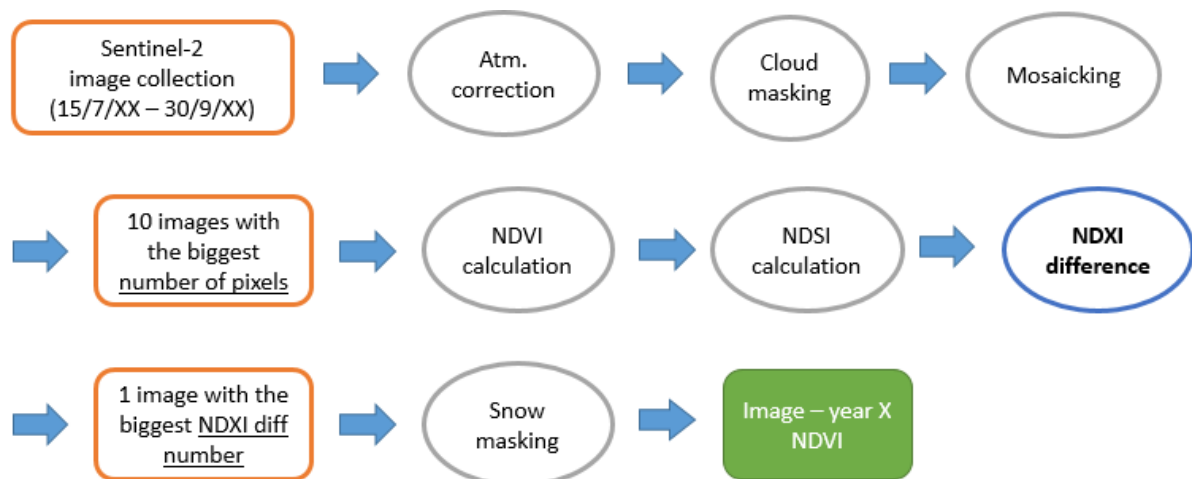 Sentinel-2
image collection
(15/7/XX – 30/9/XX)
Atm.
correction
Cloud
masking
Mosaicking
10 images with
the biggest
number of pixels
NDVI
calculation
NDSI
calculation
NDXI
difference
1 image with the
biggest NDXI diff
number
Snow
masking
Image – year X
NDVI